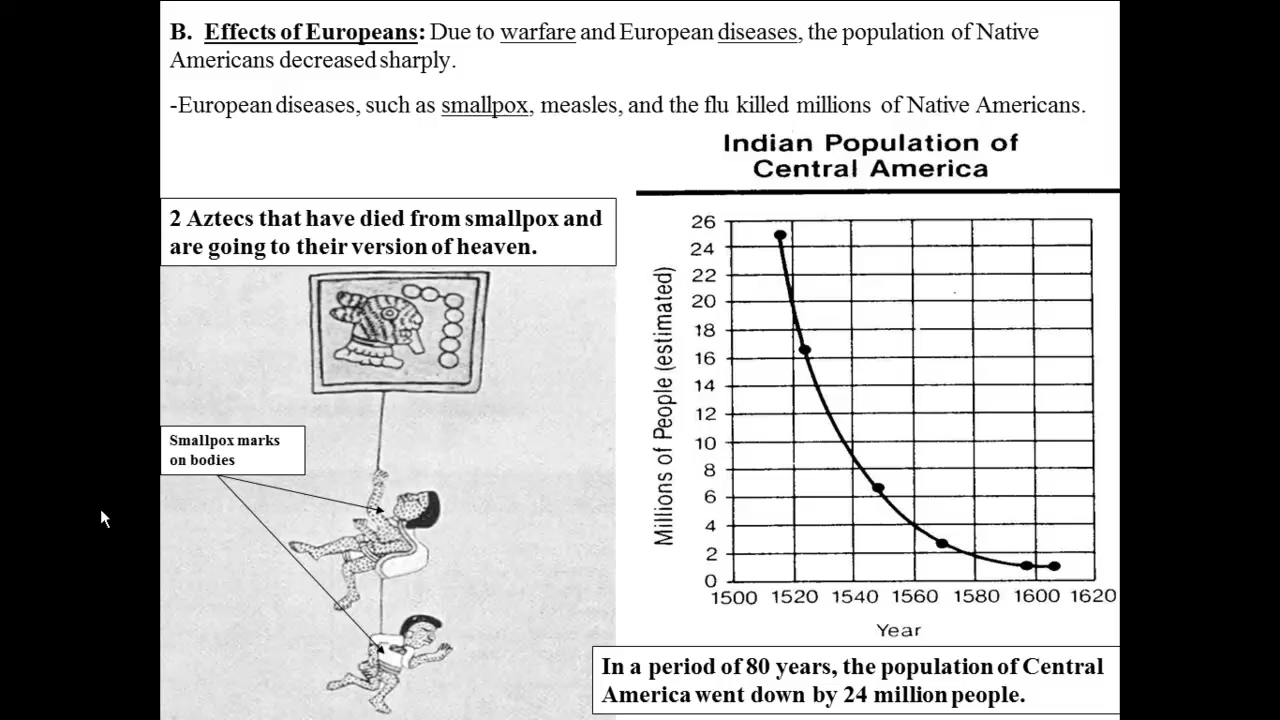 B. Effects of Europeans: Due to warfare and European diseases, the population of Native
Americans decreased sharply.
-European diseases, such as smallpox, measles, and the flu killed millions of Native Americans.
Indian Population of
Central America
2 Aztecs that have died from smallpox and
are going to their version of heaven.
Smallpox marks
on bodies
Millions of People (estimated)
26
24
22
20
18
16
14
12
10
8
6
4
2
0
1500 1520 1540 1560 1580 1600 1620
Year
In a period of 80 years, the population of Central
America went down by 24 million people.